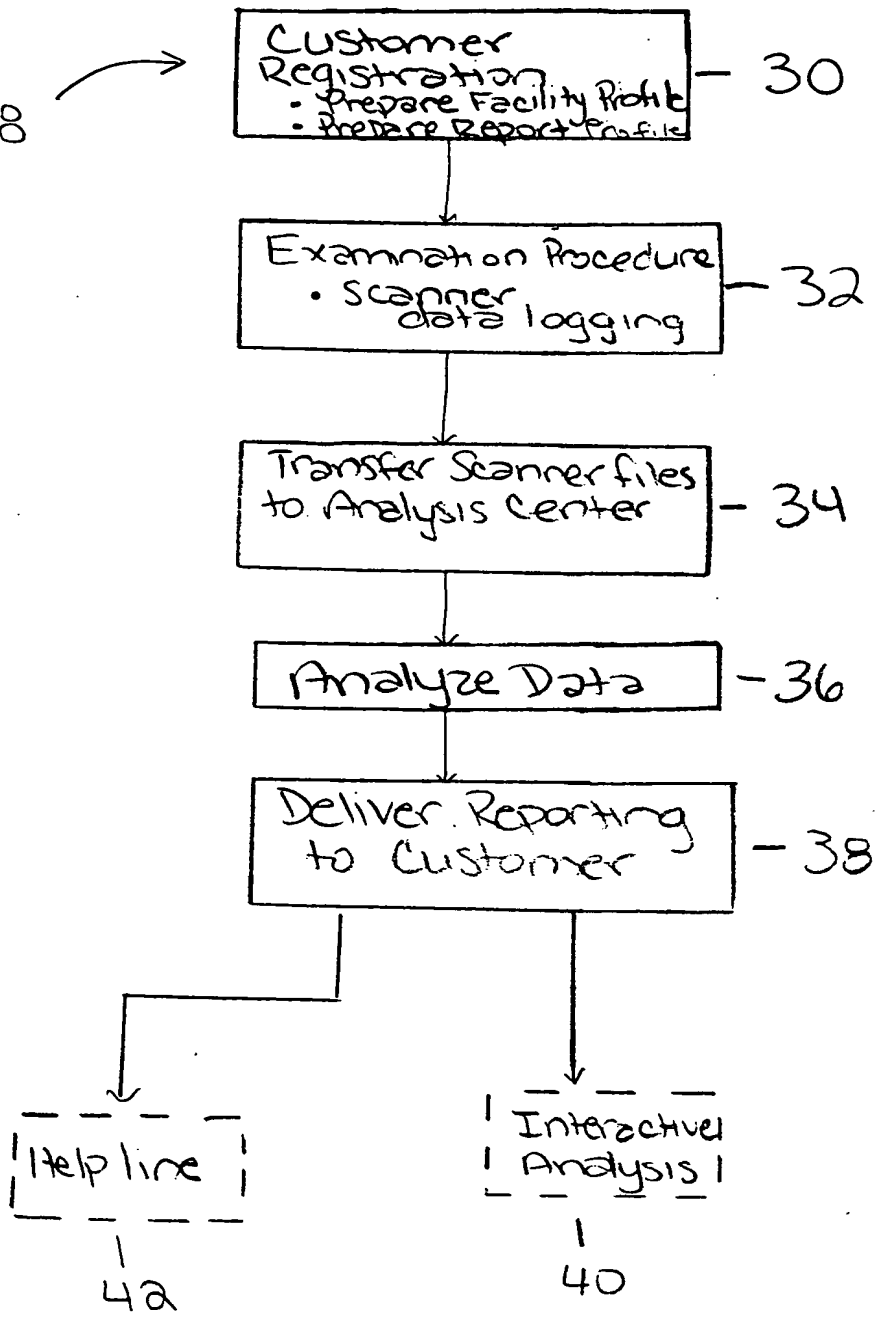 Customer
Registration
• Prepare Facility Profile
• Prepare Report Profile
30
8
Examination Procedure
• Scanner
data logging
32
Transfer Scanner files
to Analysis Center
34
Analyze Data
36
Deliver Reporting
to Customer
38
Help line
Interactive
Analysis
42
40